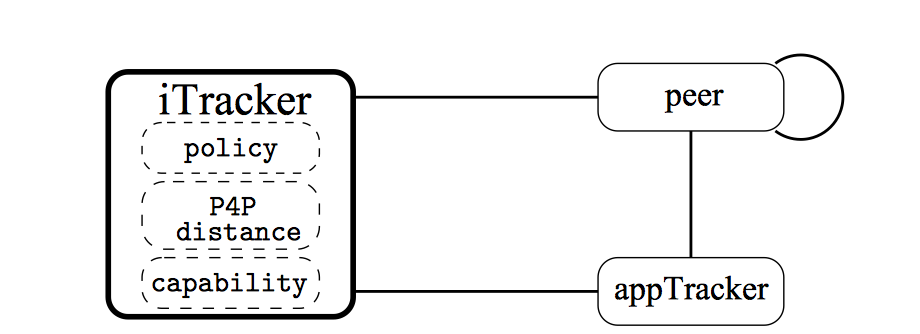 iTracker
policy
P4P
distance
capability
peer
appTracker